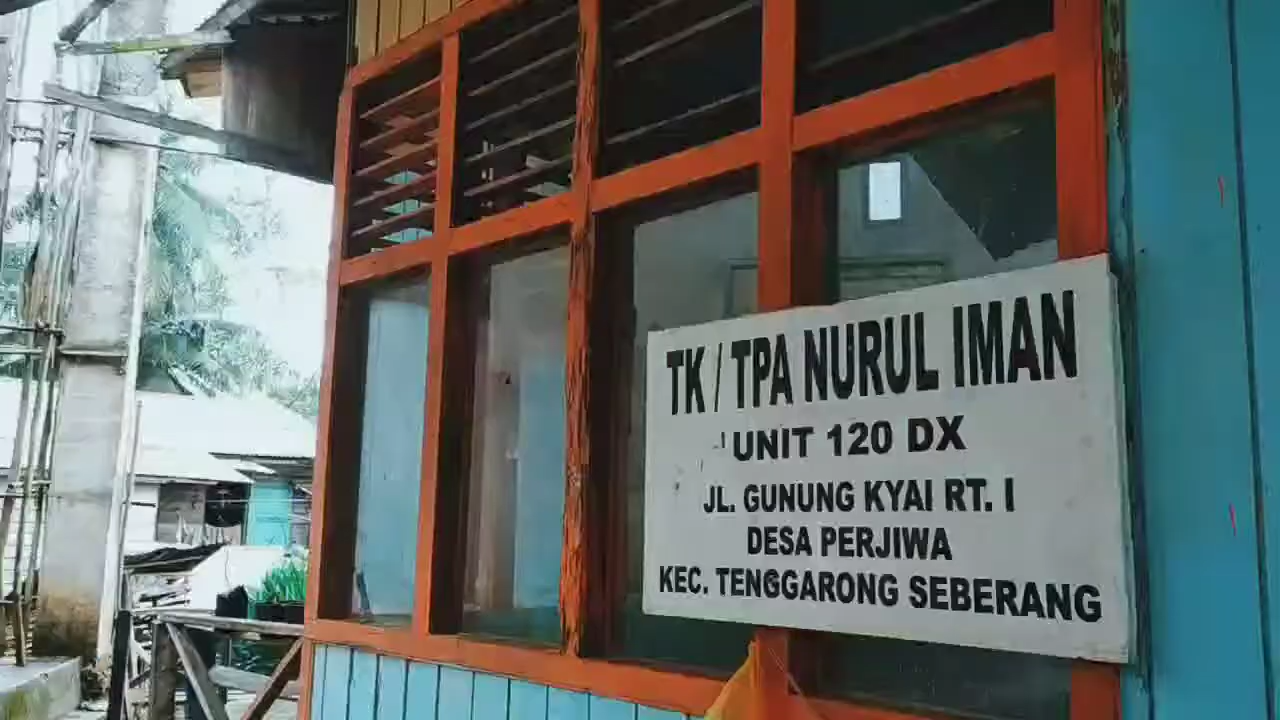 TK / TPA NURUL IMAN
UNIT 120 DX
JL. GUNUNG KYAI RT. I
DESA PERJIWA
KEC. TENGGARONG SEBERANG